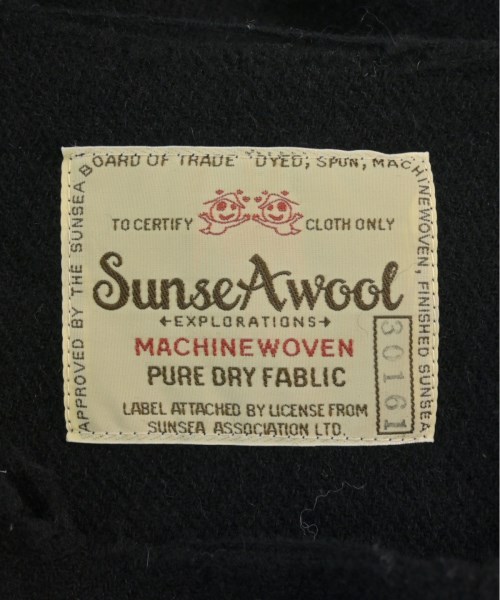 APPROVED BY THE SUNSEA BOARD OF TRADE DYED, SPUN, MACHINEWOVEN, FINISHED SUNSEA
TO CERTIFY CLOTH ONLY
SunseAwool
←EXPLORATIONS→
MACHINEWOVEN
PURE DRY FABLIC
LABEL ATTACHED BY LICENSE FROM
SUNSEA ASSOCIATION LTD.
30161